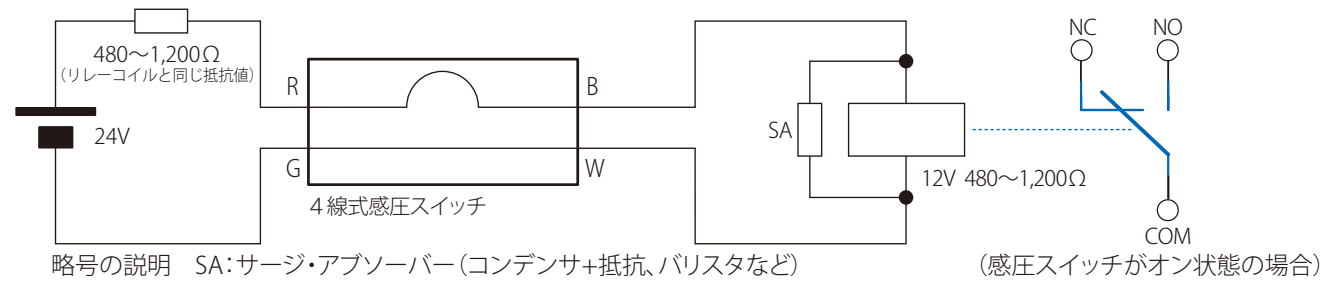 480～1,200Ω
（リレーコイルと同じ抵抗値）
24V
R
G
B
W
4線式感圧スイッチ
SA
12V 480～1,200Ω
NC
NO
COM
略号の説明　SA：サージ・アブソーバー（コンデンサ+抵抗、バリスタなど）
（感圧スイッチがオン状態の場合）